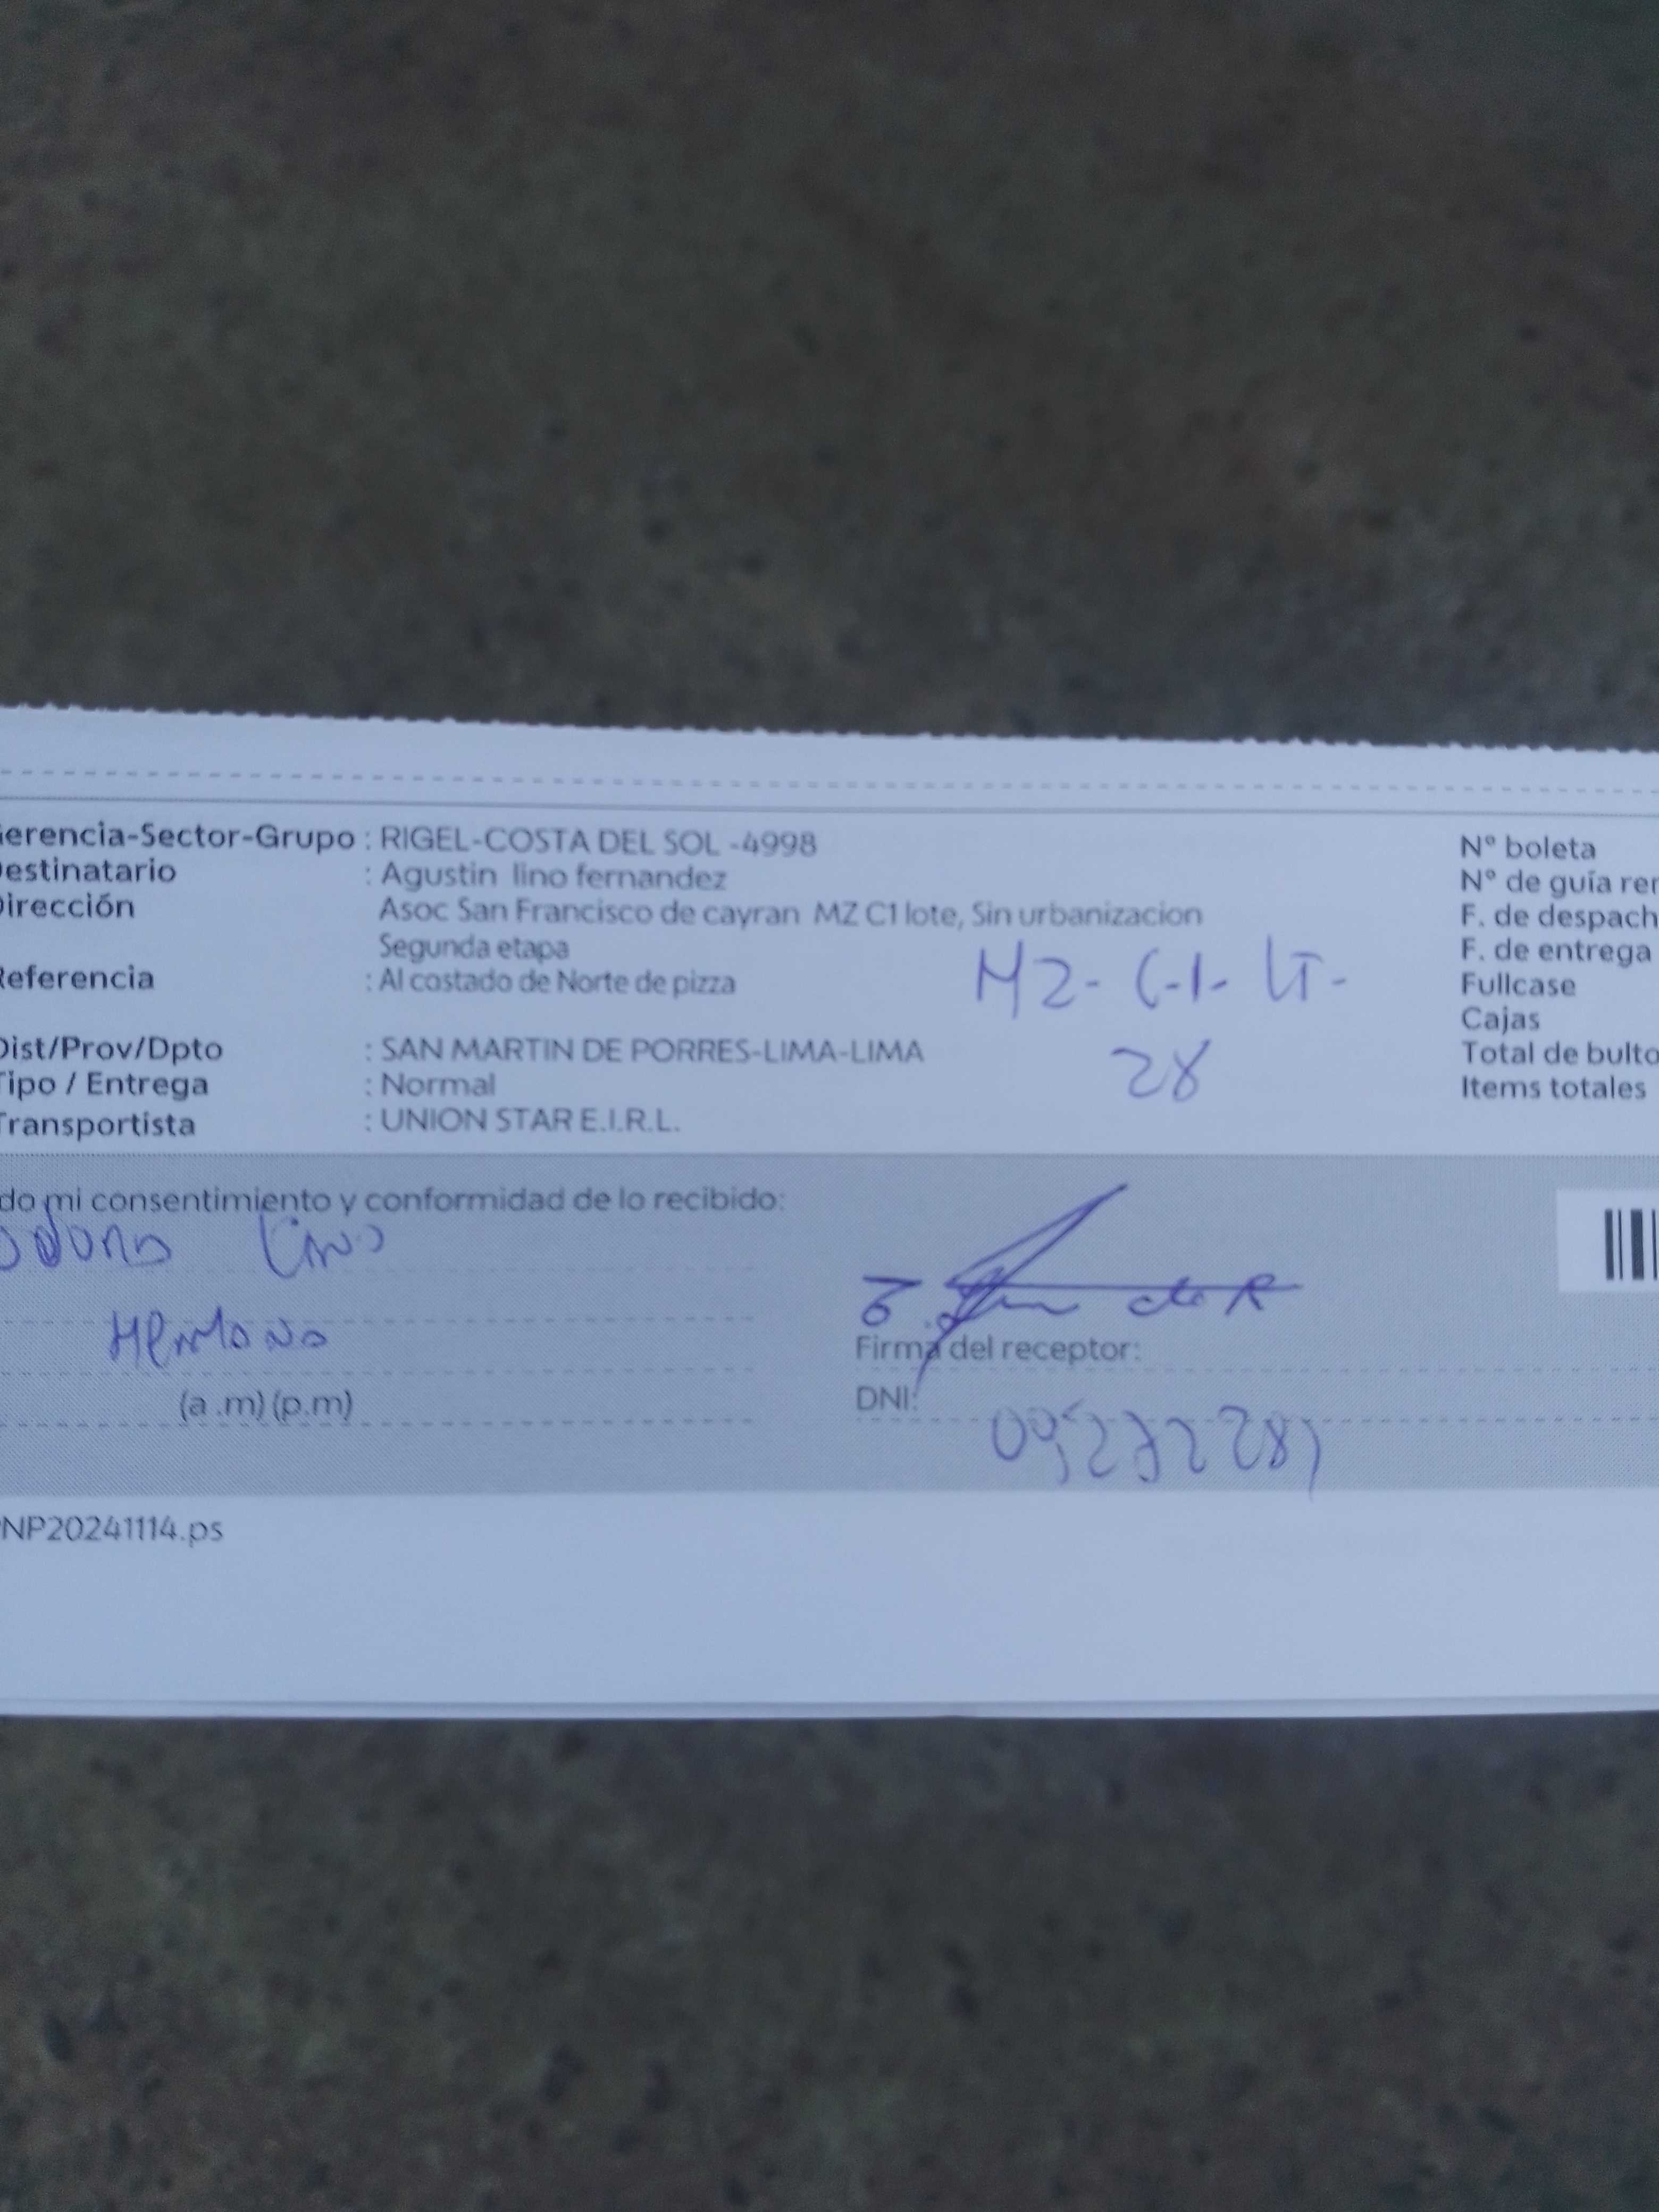 erencia-Sector-Grupo : RIGEL-COSTA DEL SOL -4998
estinatario : Agustin lino fernandez
irección Asoc San Francisco de cayran MZ C1 lote, Sin urbanizacion
Segunda etapa
Referencia : Al costado de Norte de pizza
MZ- C-1- LT-
28
Dist/Prov/Dpto : SAN MARTIN DE PORRES-LIMA-LIMA
Tipo / Entrega : Normal
Transportista : UNION STAR E.I.R.L.
N° boleta
N° de guía rer
F. de despach
F. de entrega
Fullcase
Cajas
Total de bulto
Items totales
do mi consentimiento y conformidad de lo recibido:
Lino
Hermano
(a .m) (p.m)
Firma del receptor:
DNI:
NP20241114.ps